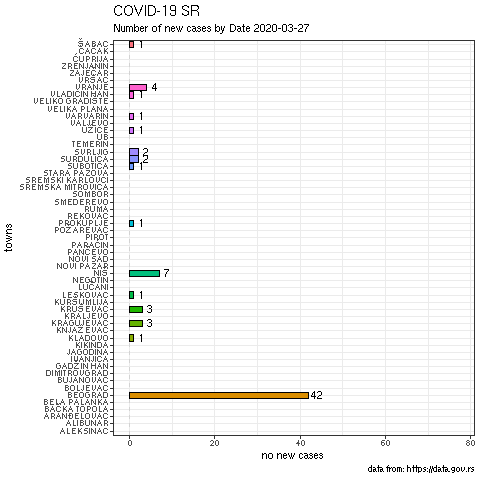 COVID-19 SR
Number of new cases by Date 2020-03-27
ŠABAC 1
ČAČAK
ĆUPRIJA
ZRENJANIN
ZAJEČAR
VRŠAC
VRANJE 4
VLADIČIN HAN 1
VELIKO GRADIŠTE
VELIKA PLANA
VARVARIN 1
VALJEVO
UŽICE 1
UB
TEMERIN
SVRLJIG 2
SURDULICA 2
SUBOTICA 1
STARA PAZOVA
SREMSKI KARLOVCI
SREMSKA MITROVICA
SOMBOR
SMEDEREVO
RUMA
REKOVAC
PROKUPLJE 1
POŽAREVAC
PIROT
PARAĆIN
PANČEVO
NOVI SAD
NOVI PAZAR
NIŠ 7
NEGOTIN
LUČANI
LESKOVAC 1
KURŠUMLIJA
KRUŠEVAC 3
KRALJEVO
KRAGUJEVAC 3
KNJAŽEVAC
KLADOVO 1
KIKINDA
JAGODINA
IVANJICA
GADŽIN HAN
DIMITROVGRAD
BUJANOVAC
BOLJEVAC
BEOGRAD 42
BELA PALANKA
BAČKA TOPOLA
ARANĐELOVAC
ALIBUNAR
ALEKSINAC
towns
0 20 40 60 80
no new cases
data from: https://data.gov.rs